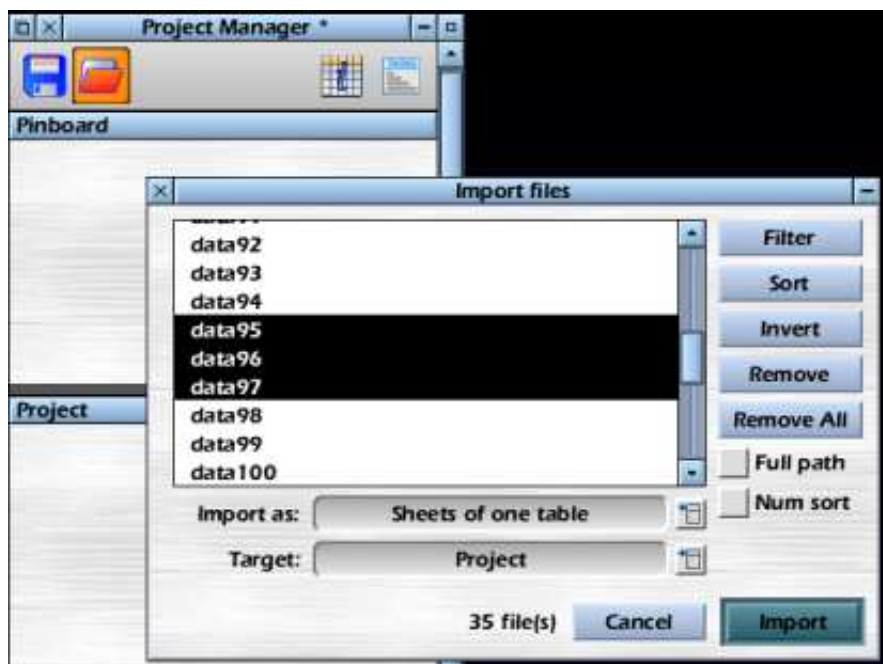 Project Manager *
Pinboard
Import files
data92
data93
data94
data95
data96
data97
data98
data99
data100
Filter
Sort
Invert
Remove
Remove All
Full path
Num sort
Project
Import as: Sheets of one table
Target: Project
35 file(s)
Cancel
Import